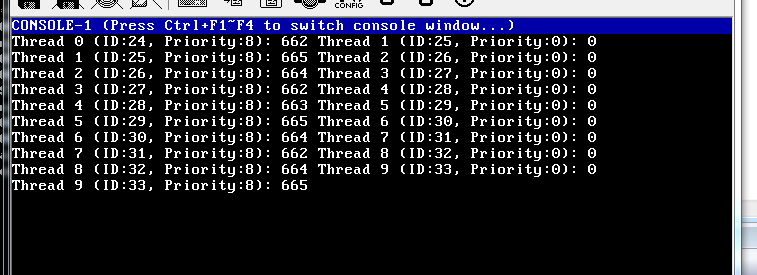 CONFIG
CONSOLE-1 (Press Ctrl+F1~F4 to switch console window...)
Thread 0 (ID:24, Priority:8): 662 Thread 1 (ID:25, Priority:0): 0
Thread 1 (ID:25, Priority:8): 665 Thread 2 (ID:26, Priority:0): 0
Thread 2 (ID:26, Priority:8): 664 Thread 3 (ID:27, Priority:0): 0
Thread 3 (ID:27, Priority:8): 662 Thread 4 (ID:28, Priority:0): 0
Thread 4 (ID:28, Priority:8): 663 Thread 5 (ID:29, Priority:0): 0
Thread 5 (ID:29, Priority:8): 665 Thread 6 (ID:30, Priority:0): 0
Thread 6 (ID:30, Priority:8): 664 Thread 7 (ID:31, Priority:0): 0
Thread 7 (ID:31, Priority:8): 662 Thread 8 (ID:32, Priority:0): 0
Thread 8 (ID:32, Priority:8): 664 Thread 9 (ID:33, Priority:0): 0
Thread 9 (ID:33, Priority:8): 665